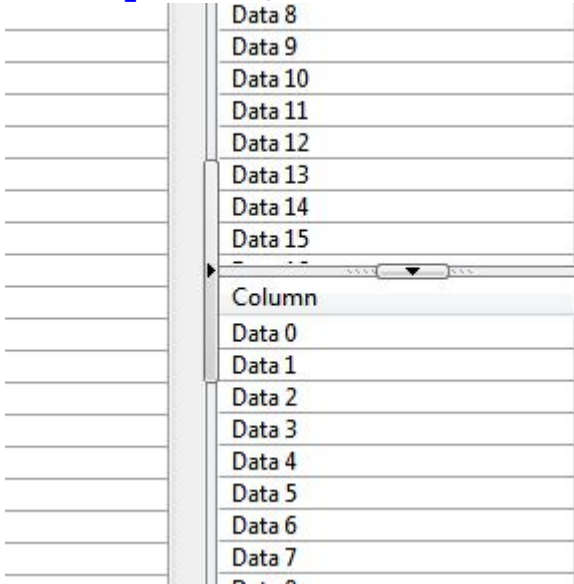 Data 8
Data 9
Data 10
Data 11
Data 12
Data 13
Data 14
Data 15
Column
Data 0
Data 1
Data 2
Data 3
Data 4
Data 5
Data 6
Data 7